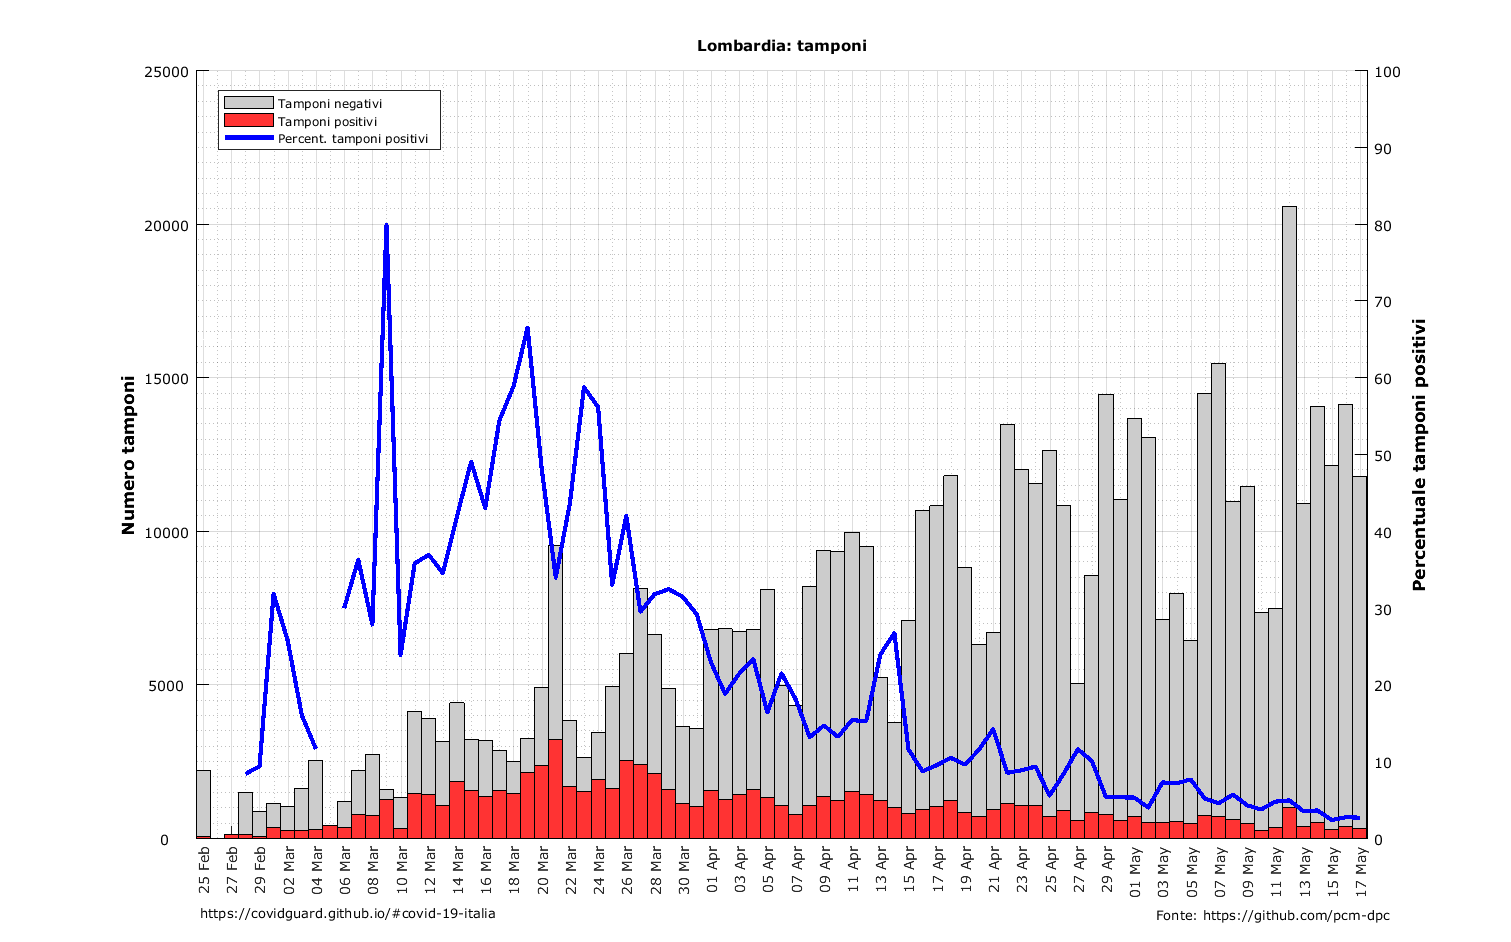 Lombardia: tamponi
25000
20000
15000
10000
5000
0
Numero tamponi
Tamponi negativi
Tamponi positivi
Percent. tamponi positivi
100
90
80
70
60
50
40
30
20
10
0
Percentuale tamponi positivi
25 Feb
27 Feb
29 Feb
02 Mar
04 Mar
06 Mar
08 Mar
10 Mar
12 Mar
14 Mar
16 Mar
18 Mar
20 Mar
22 Mar
24 Mar
26 Mar
28 Mar
30 Mar
01 Apr
03 Apr
05 Apr
07 Apr
09 Apr
11 Apr
13 Apr
15 Apr
17 Apr
19 Apr
21 Apr
23 Apr
25 Apr
27 Apr
29 Apr
01 May
03 May
05 May
07 May
09 May
11 May
13 May
15 May
17 May
https://covidguard.github.io/#covid-19-italia
Fonte: https://github.com/pcm-dpc